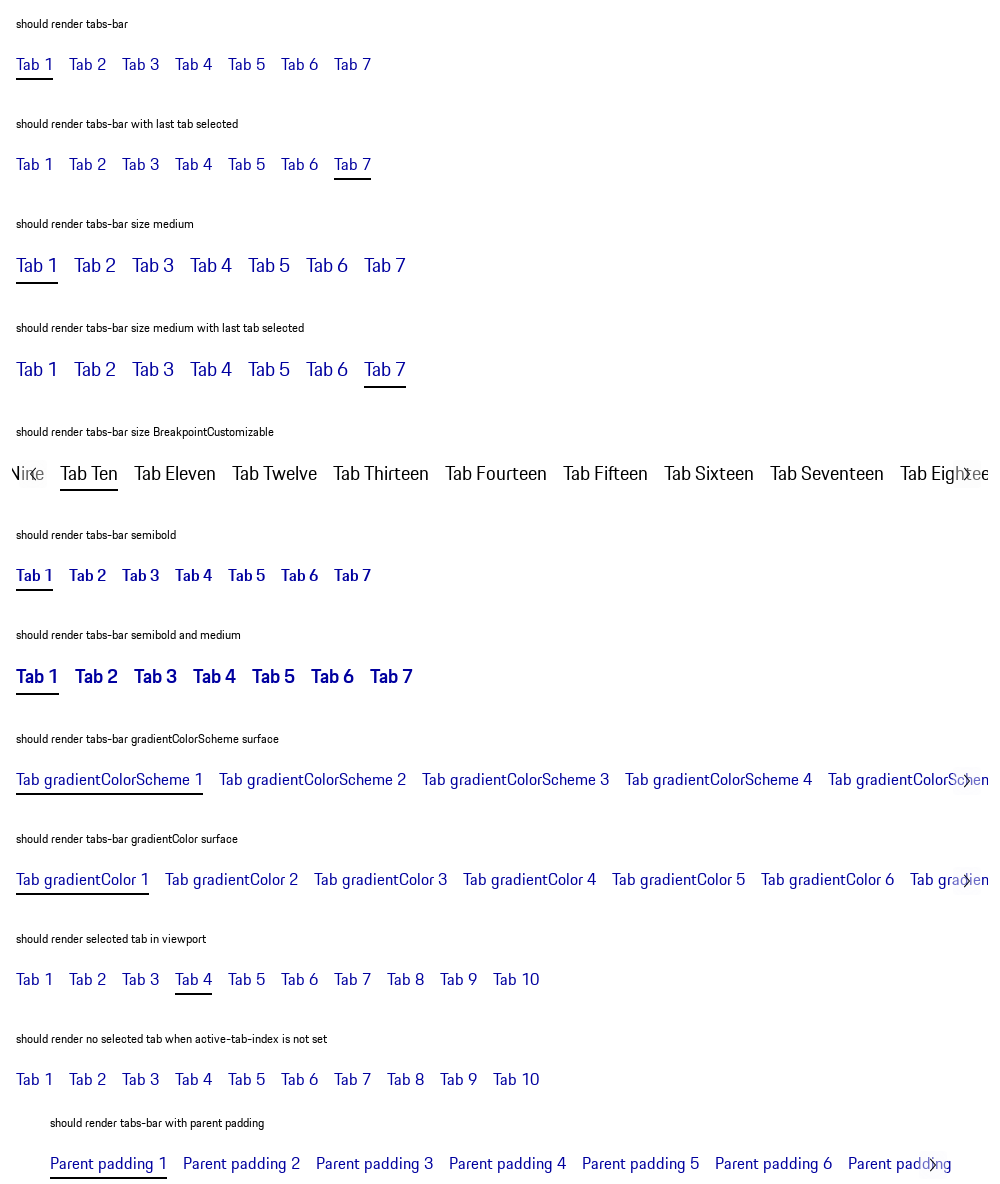 should render tabs-bar
Tab 1 Tab 2 Tab 3 Tab 4 Tab 5 Tab 6 Tab 7
should render tabs-bar with last tab selected
Tab 1 Tab 2 Tab 3 Tab 4 Tab 5 Tab 6 Tab 7
should render tabs-bar size medium
Tab 1 Tab 2 Tab 3 Tab 4 Tab 5 Tab 6 Tab 7
should render tabs-bar size medium with last tab selected
Tab 1 Tab 2 Tab 3 Tab 4 Tab 5 Tab 6 Tab 7
should render tabs-bar size BreakpointCustomizable
Nine Tab Ten Tab Eleven Tab Twelve Tab Thirteen Tab Fourteen Tab Fifteen Tab Sixteen Tab Seventeen Tab Eightee
should render tabs-bar semibold
Tab 1 Tab 2 Tab 3 Tab 4 Tab 5 Tab 6 Tab 7
should render tabs-bar semibold and medium
Tab 1 Tab 2 Tab 3 Tab 4 Tab 5 Tab 6 Tab 7
should render tabs-bar gradientColorScheme surface
Tab gradientColorScheme 1 Tab gradientColorScheme 2 Tab gradientColorScheme 3 Tab gradientColorScheme 4 Tab gradientColorSchem
should render tabs-bar gradientColor surface
Tab gradientColor 1 Tab gradientColor 2 Tab gradientColor 3 Tab gradientColor 4 Tab gradientColor 5 Tab gradientColor 6 Tab gradien
should render selected tab in viewport
Tab 1 Tab 2 Tab 3 Tab 4 Tab 5 Tab 6 Tab 7 Tab 8 Tab 9 Tab 10
should render no selected tab when active-tab-index is not set
Tab 1 Tab 2 Tab 3 Tab 4 Tab 5 Tab 6 Tab 7 Tab 8 Tab 9 Tab 10
should render tabs-bar with parent padding
Parent padding 1 Parent padding 2 Parent padding 3 Parent padding 4 Parent padding 5 Parent padding 6 Parent padding